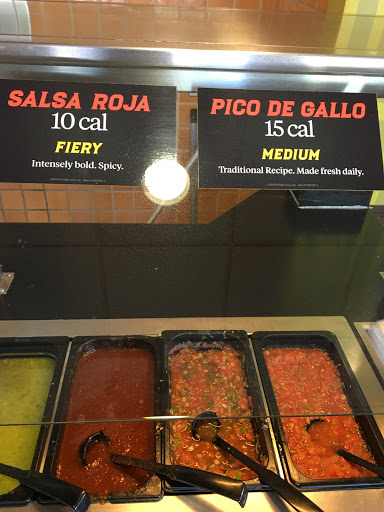 SALSA ROJA
10 cal
FIERY
Intensely bold. Spicy.
PICO DE GALLO
15 cal
MEDIUM
Traditional Recipe. Made fresh daily.